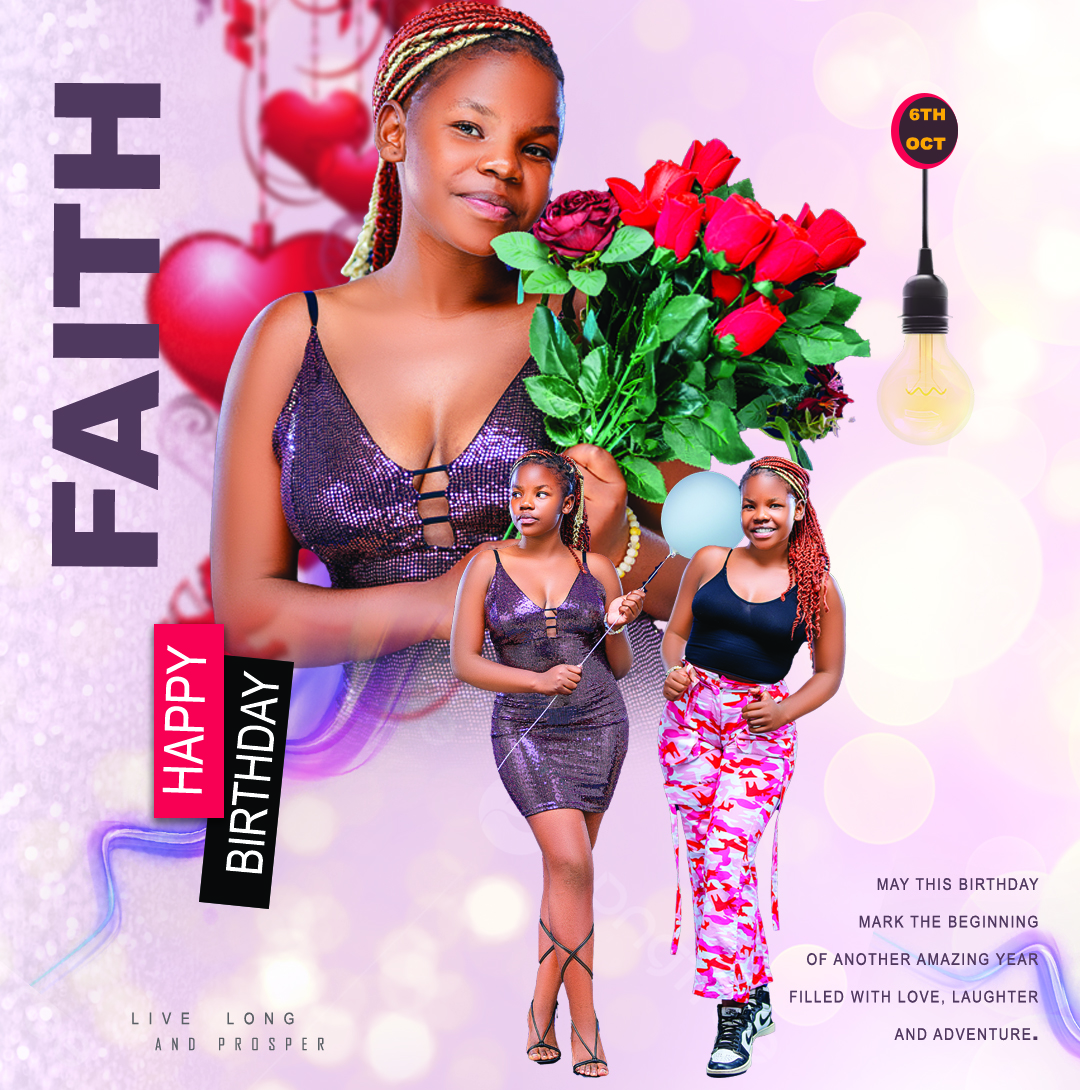 FAITH
6TH
OCT
HAPPY
BIRTHDAY
MAY THIS BIRTHDAY
MARK THE BEGINNING
OF ANOTHER AMAZING YEAR
FILLED WITH LOVE, LAUGHTER
AND ADVENTURE.
LIVE LONG
AND PROSPER